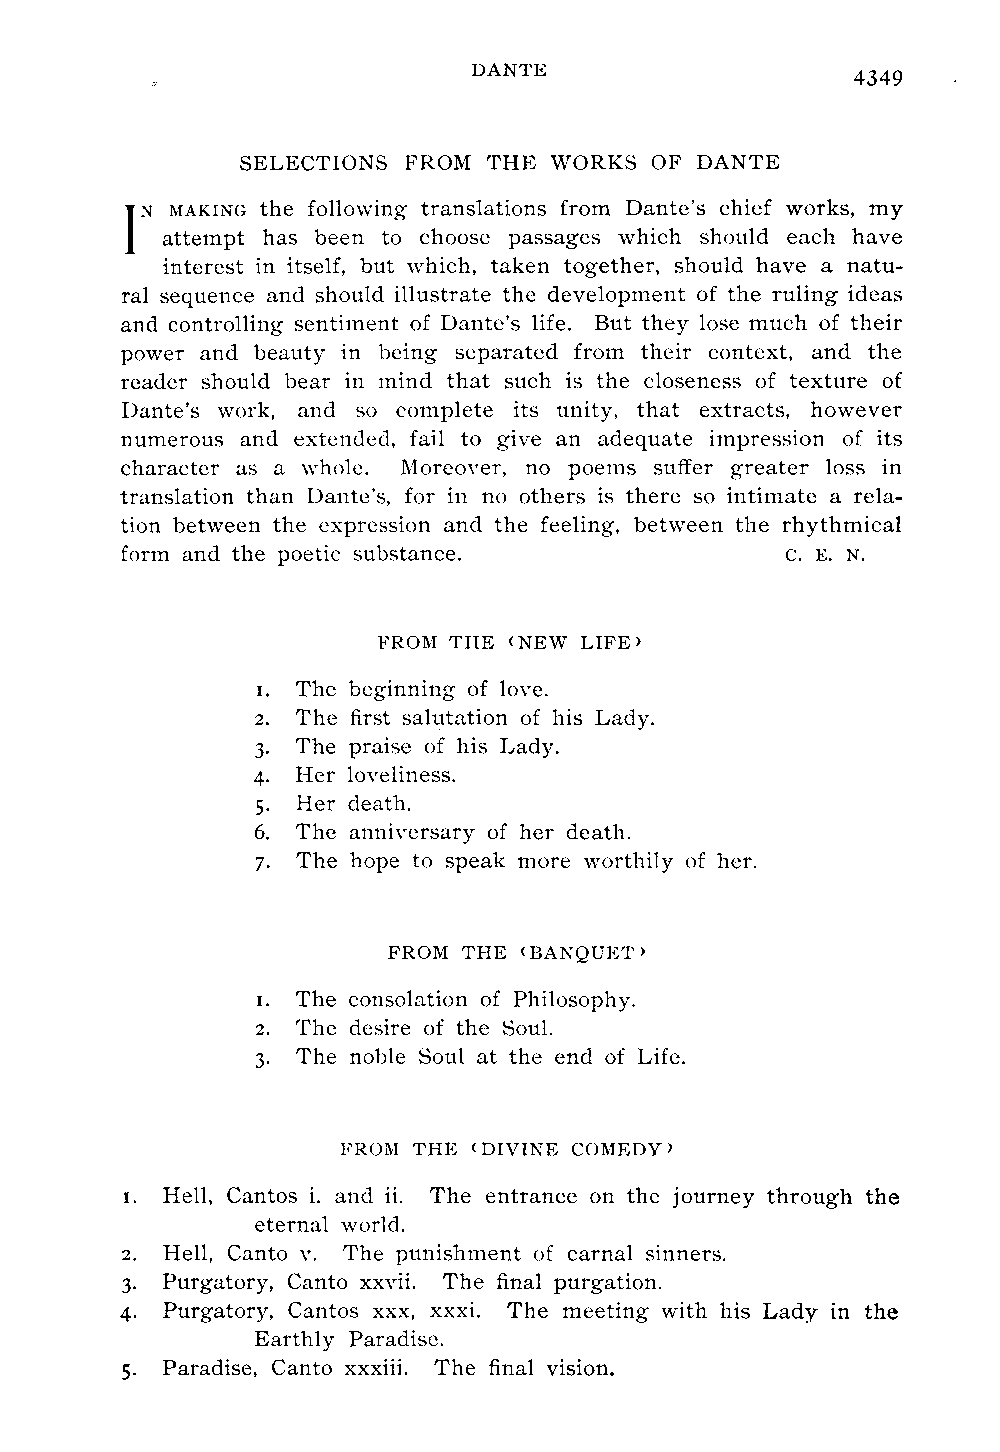 DANTE
4349
SELECTIONS FROM THE WORKS OF DANTE
IN MAKING the following translations from Dante's chief works, my
attempt has been to choose passages which should each have
interest in itself, but which, taken together, should have a natu-
ral sequence and should illustrate the development of the ruling ideas
and controlling sentiment of Dante's life. But they lose much of their
power and beauty in being separated from their context, and the
reader should bear in mind that such is the closeness of texture of
Dante's work, and so complete its unity, that extracts, however
numerous and extended, fail to give an adequate impression of its
character as a whole. Moreover, no poems suffer greater loss in
translation than Dante's, for in no others is there so intimate a rela-
tion between the expression and the feeling, between the rhythmical
form and the poetic substance. C. E. N.
FROM THE ‹NEW LIFE›
1. The beginning of love.
2. The first salutation of his Lady.
3. The praise of his Lady.
4. Her loveliness.
5. Her death.
6. The anniversary of her death.
7. The hope to speak more worthily of her.
FROM THE ‹BANQUET›
1. The consolation of Philosophy.
2. The desire of the Soul.
3. The noble Soul at the end of Life.
FROM THE ‹DIVINE COMEDY›
1. Hell, Cantos i. and ii. The entrance on the journey through the
eternal world.
2. Hell, Canto v. The punishment of carnal sinners.
3. Purgatory, Canto xxvii. The final purgation.
4. Purgatory, Cantos xxx, xxxi. The meeting with his Lady in the
Earthly Paradise.
5. Paradise, Canto xxxiii. The final vision.